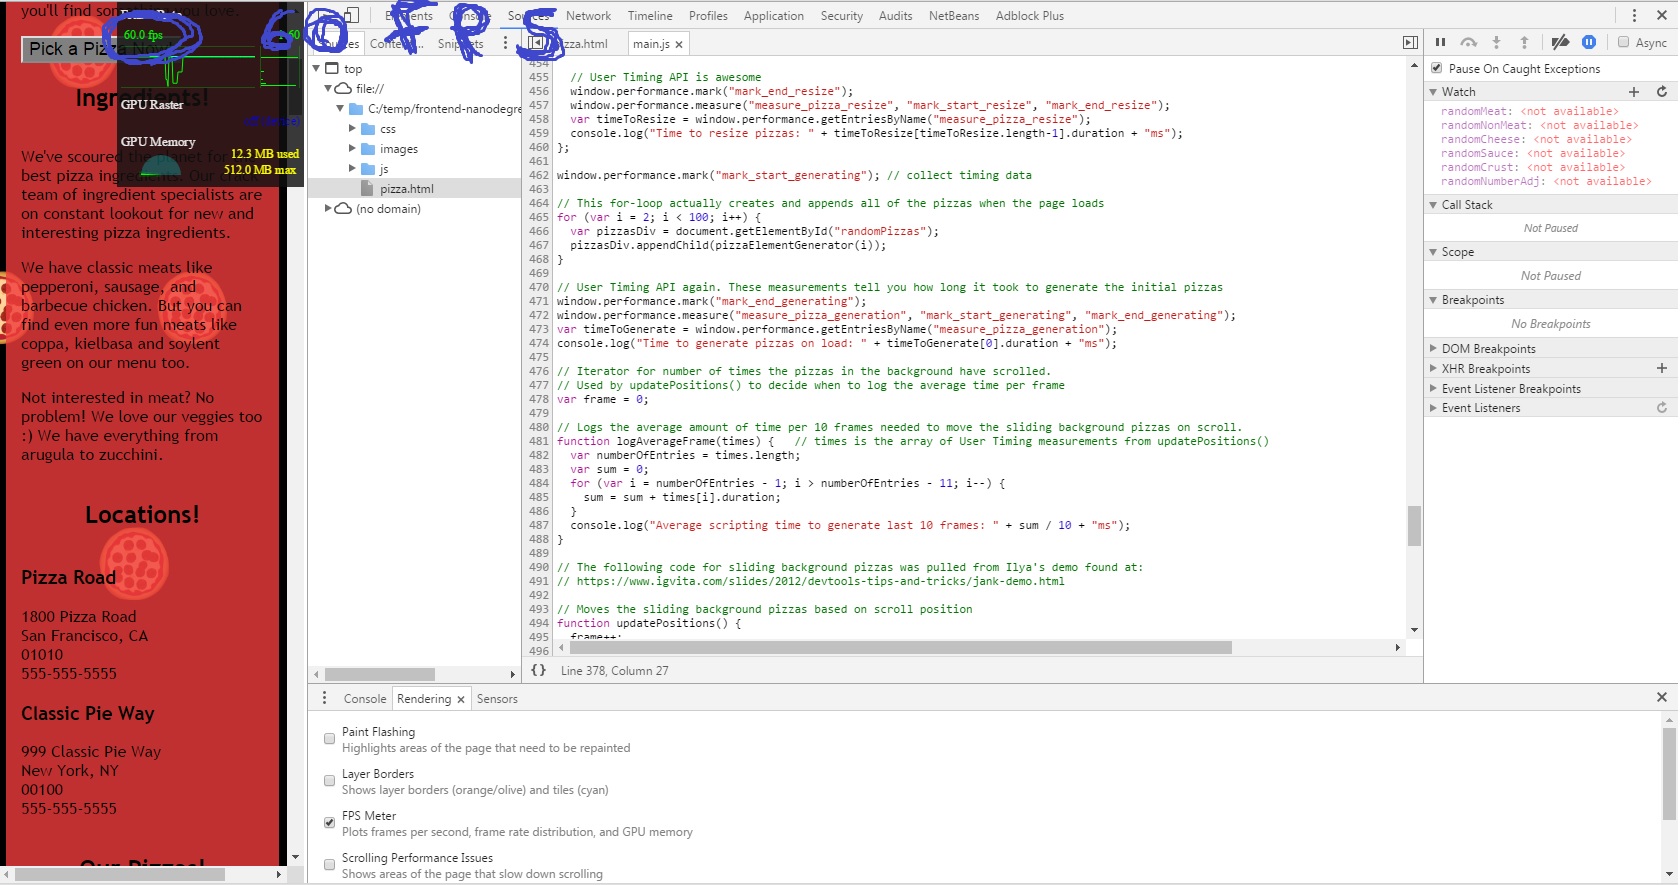 you'll find something you love.
60.0 fps
1-60
60 FPS
Pick a Pizza Now!
Ingredients!
GPU Raster
GPU Memory
12.3 MB used
512.0 MB max
We've scoured the planet for the
best pizza ingredients. Our crack
team of ingredient specialists are
on constant lookout for new and
interesting pizza ingredients.
We have classic meats like
pepperoni, sausage, and
barbecue chicken. But you can
find even more fun meats like
coppa, kielbasa and soylent
green on our menu too.
Not interested in meat? No
problem! We love our veggies too
:) We have everything from
arugula to zucchini.
Locations!
Pizza Road
1800 Pizza Road
San Francisco, CA
01010
555-555-5555
Classic Pie Way
999 Classic Pie Way
New York, NY
00100
555-555-5555
Our Pizzas!
Elements Console Sources Network Timeline Profiles Application Security Audits NetBeans Adblock Plus
Sources Content... Snippets
top
file://
C:/temp/frontend-nanodegre
css
images
js
pizza.html
(no domain)
pizza.html main.js ×
454
455 // User Timing API is awesome
456 window.performance.mark("mark_end_resize");
457 window.performance.measure("measure_pizza_resize", "mark_start_resize", "mark_end_resize");
458 var timeToResize = window.performance.getEntriesByName("measure_pizza_resize");
459 console.log("Time to resize pizzas: " + timeToResize[timeToResize.length-1].duration + "ms");
460 };
461
462 window.performance.mark("mark_start_generating"); // collect timing data
463
464 // This for-loop actually creates and appends all of the pizzas when the page loads
465 for (var i = 2; i < 100; i++) {
466 var pizzasDiv = document.getElementById("randomPizzas");
467 pizzasDiv.appendChild(pizzaElementGenerator(i));
468 }
469
470 // User Timing API again. These measurements tell you how long it took to generate the initial pizzas
471 window.performance.mark("mark_end_generating");
472 window.performance.measure("measure_pizza_generation", "mark_start_generating", "mark_end_generating");
473 var timeToGenerate = window.performance.getEntriesByName("measure_pizza_generation");
474 console.log("Time to generate pizzas on load: " + timeToGenerate[0].duration + "ms");
475
476 // Iterator for number of times the pizzas in the background have scrolled.
477 // Used by updatePositions() to decide when to log the average time per frame
478 var frame = 0;
479
480 // Logs the average amount of time per 10 frames needed to move the sliding background pizzas on scroll.
481 function logAverageFrame(times) { // times is the array of User Timing measurements from updatePositions()
482 var numberOfEntries = times.length;
483 var sum = 0;
484 for (var i = numberOfEntries - 1; i > numberOfEntries - 11; i--) {
485 sum = sum + times[i].duration;
486 }
487 console.log("Average scripting time to generate last 10 frames: " + sum / 10 + "ms");
488 }
489
490 // The following code for sliding background pizzas was pulled from Ilya's demo found at:
491 // https://www.igvita.com/slides/2012/devtools-tips-and-tricks/jank-demo.html
492
493 // Moves the sliding background pizzas based on scroll position
494 function updatePositions() {
495 frame++;
496
{} Line 378, Column 27
Async
Pause On Caught Exceptions
Watch
randomMeat: <not available>
randomNonMeat: <not available>
randomCheese: <not available>
randomSauce: <not available>
randomCrust: <not available>
randomNumberAdj: <not available>
Call Stack
Not Paused
Scope
Not Paused
Breakpoints
No Breakpoints
DOM Breakpoints
XHR Breakpoints
Event Listener Breakpoints
Event Listeners
Console Rendering × Sensors
Paint Flashing
Highlights areas of the page that need to be repainted
Layer Borders
Shows layer borders (orange/olive) and tiles (cyan)
FPS Meter
Plots frames per second, frame rate distribution, and GPU memory
Scrolling Performance Issues
Shows areas of the page that slow down scrolling